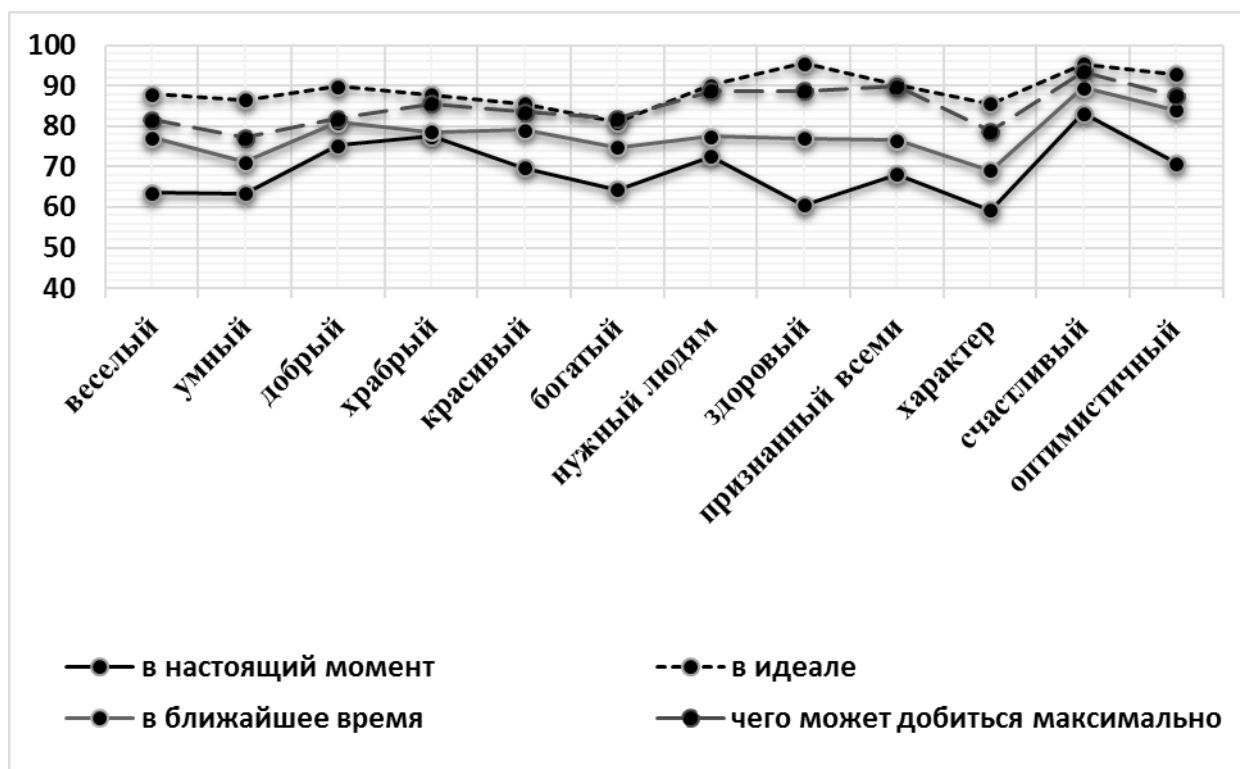 100
90
80
70
60
50
40
веселый
умный
добрый
храбрый
красивый
богатый
нужный людям
здоровый
признанный всеми
характер
счастливый
оптимистичный
в настоящий момент
в идеале
в ближайшее время
чего может добиться максимально